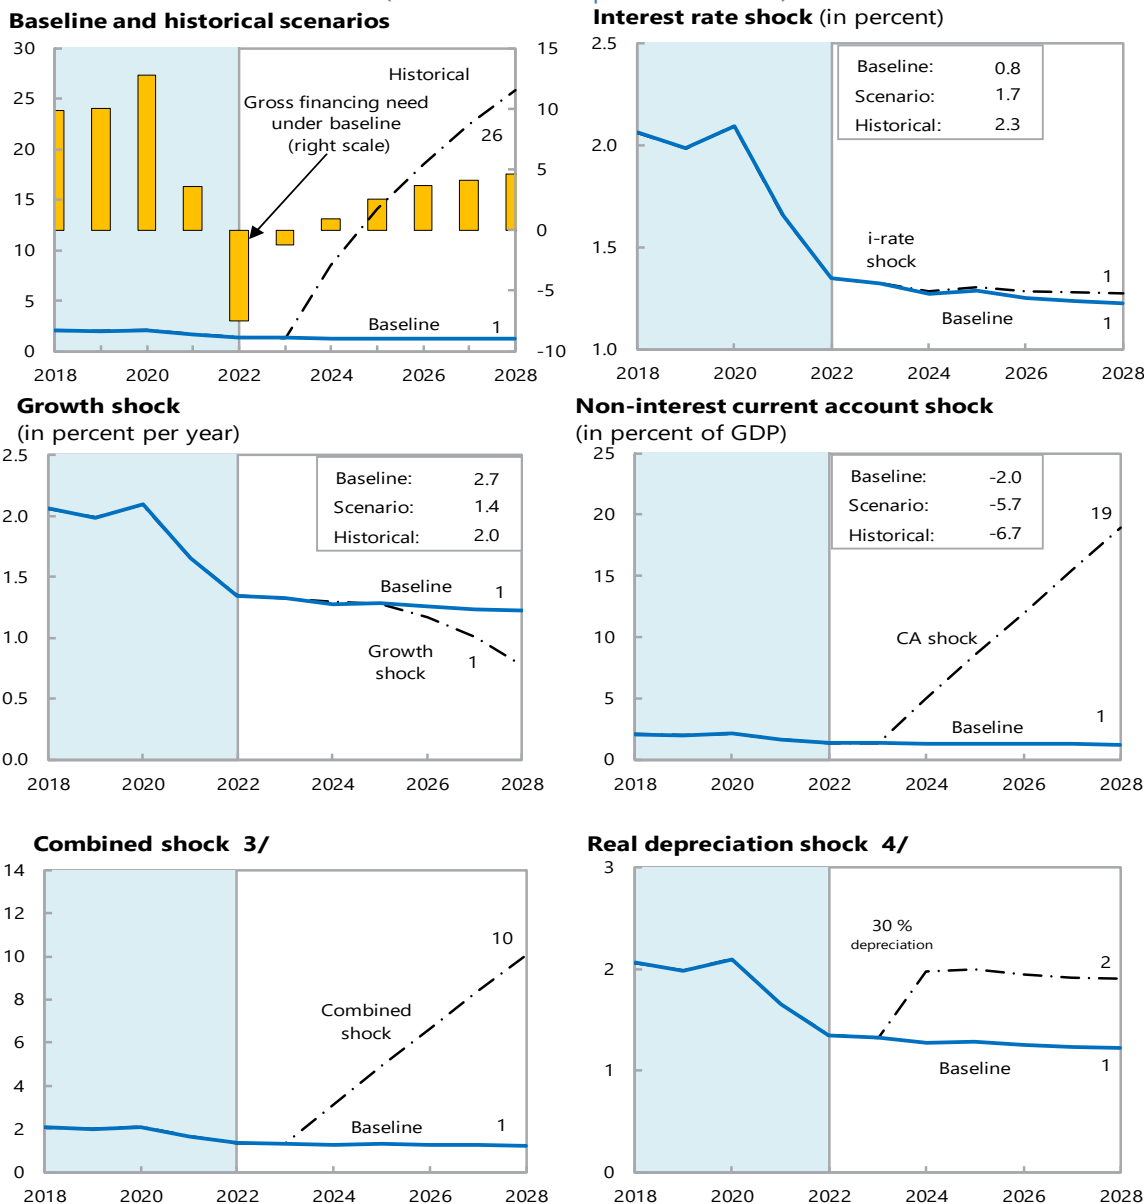 Baseline and historical scenarios
30
25
20
15
10
5
0
15
10
5
0
-5
-10
Historical
Gross financing need
under baseline
(right scale)
26
Baseline
1
2018 2020 2022 2024 2026 2028
Interest rate shock (in percent)
2.5
2.0
1.5
1.0
Baseline: 0.8
Scenario: 1.7
Historical: 2.3
i-rate
shock
1
Baseline
1
2018 2020 2022 2024 2026 2028
Growth shock
(in percent per year)
2.5
2.0
1.5
1.0
0.5
0.0
Baseline: 2.7
Scenario: 1.4
Historical: 2.0
Baseline
1
Growth
shock
1
2018 2020 2022 2024 2026 2028
Non-interest current account shock
(in percent of GDP)
25
20
15
10
5
0
Baseline: -2.0
Scenario: -5.7
Historical: -6.7
19
CA shock
Baseline
1
2018 2020 2022 2024 2026 2028
Combined shock 3/
14
12
10
8
6
4
2
0
10
Combined
shock
Baseline
1
2018 2020 2022 2024 2026 2028
Real depreciation shock 4/
3
2
1
0
30 %
depreciation
2
Baseline
1
2018 2020 2022 2024 2026 2028